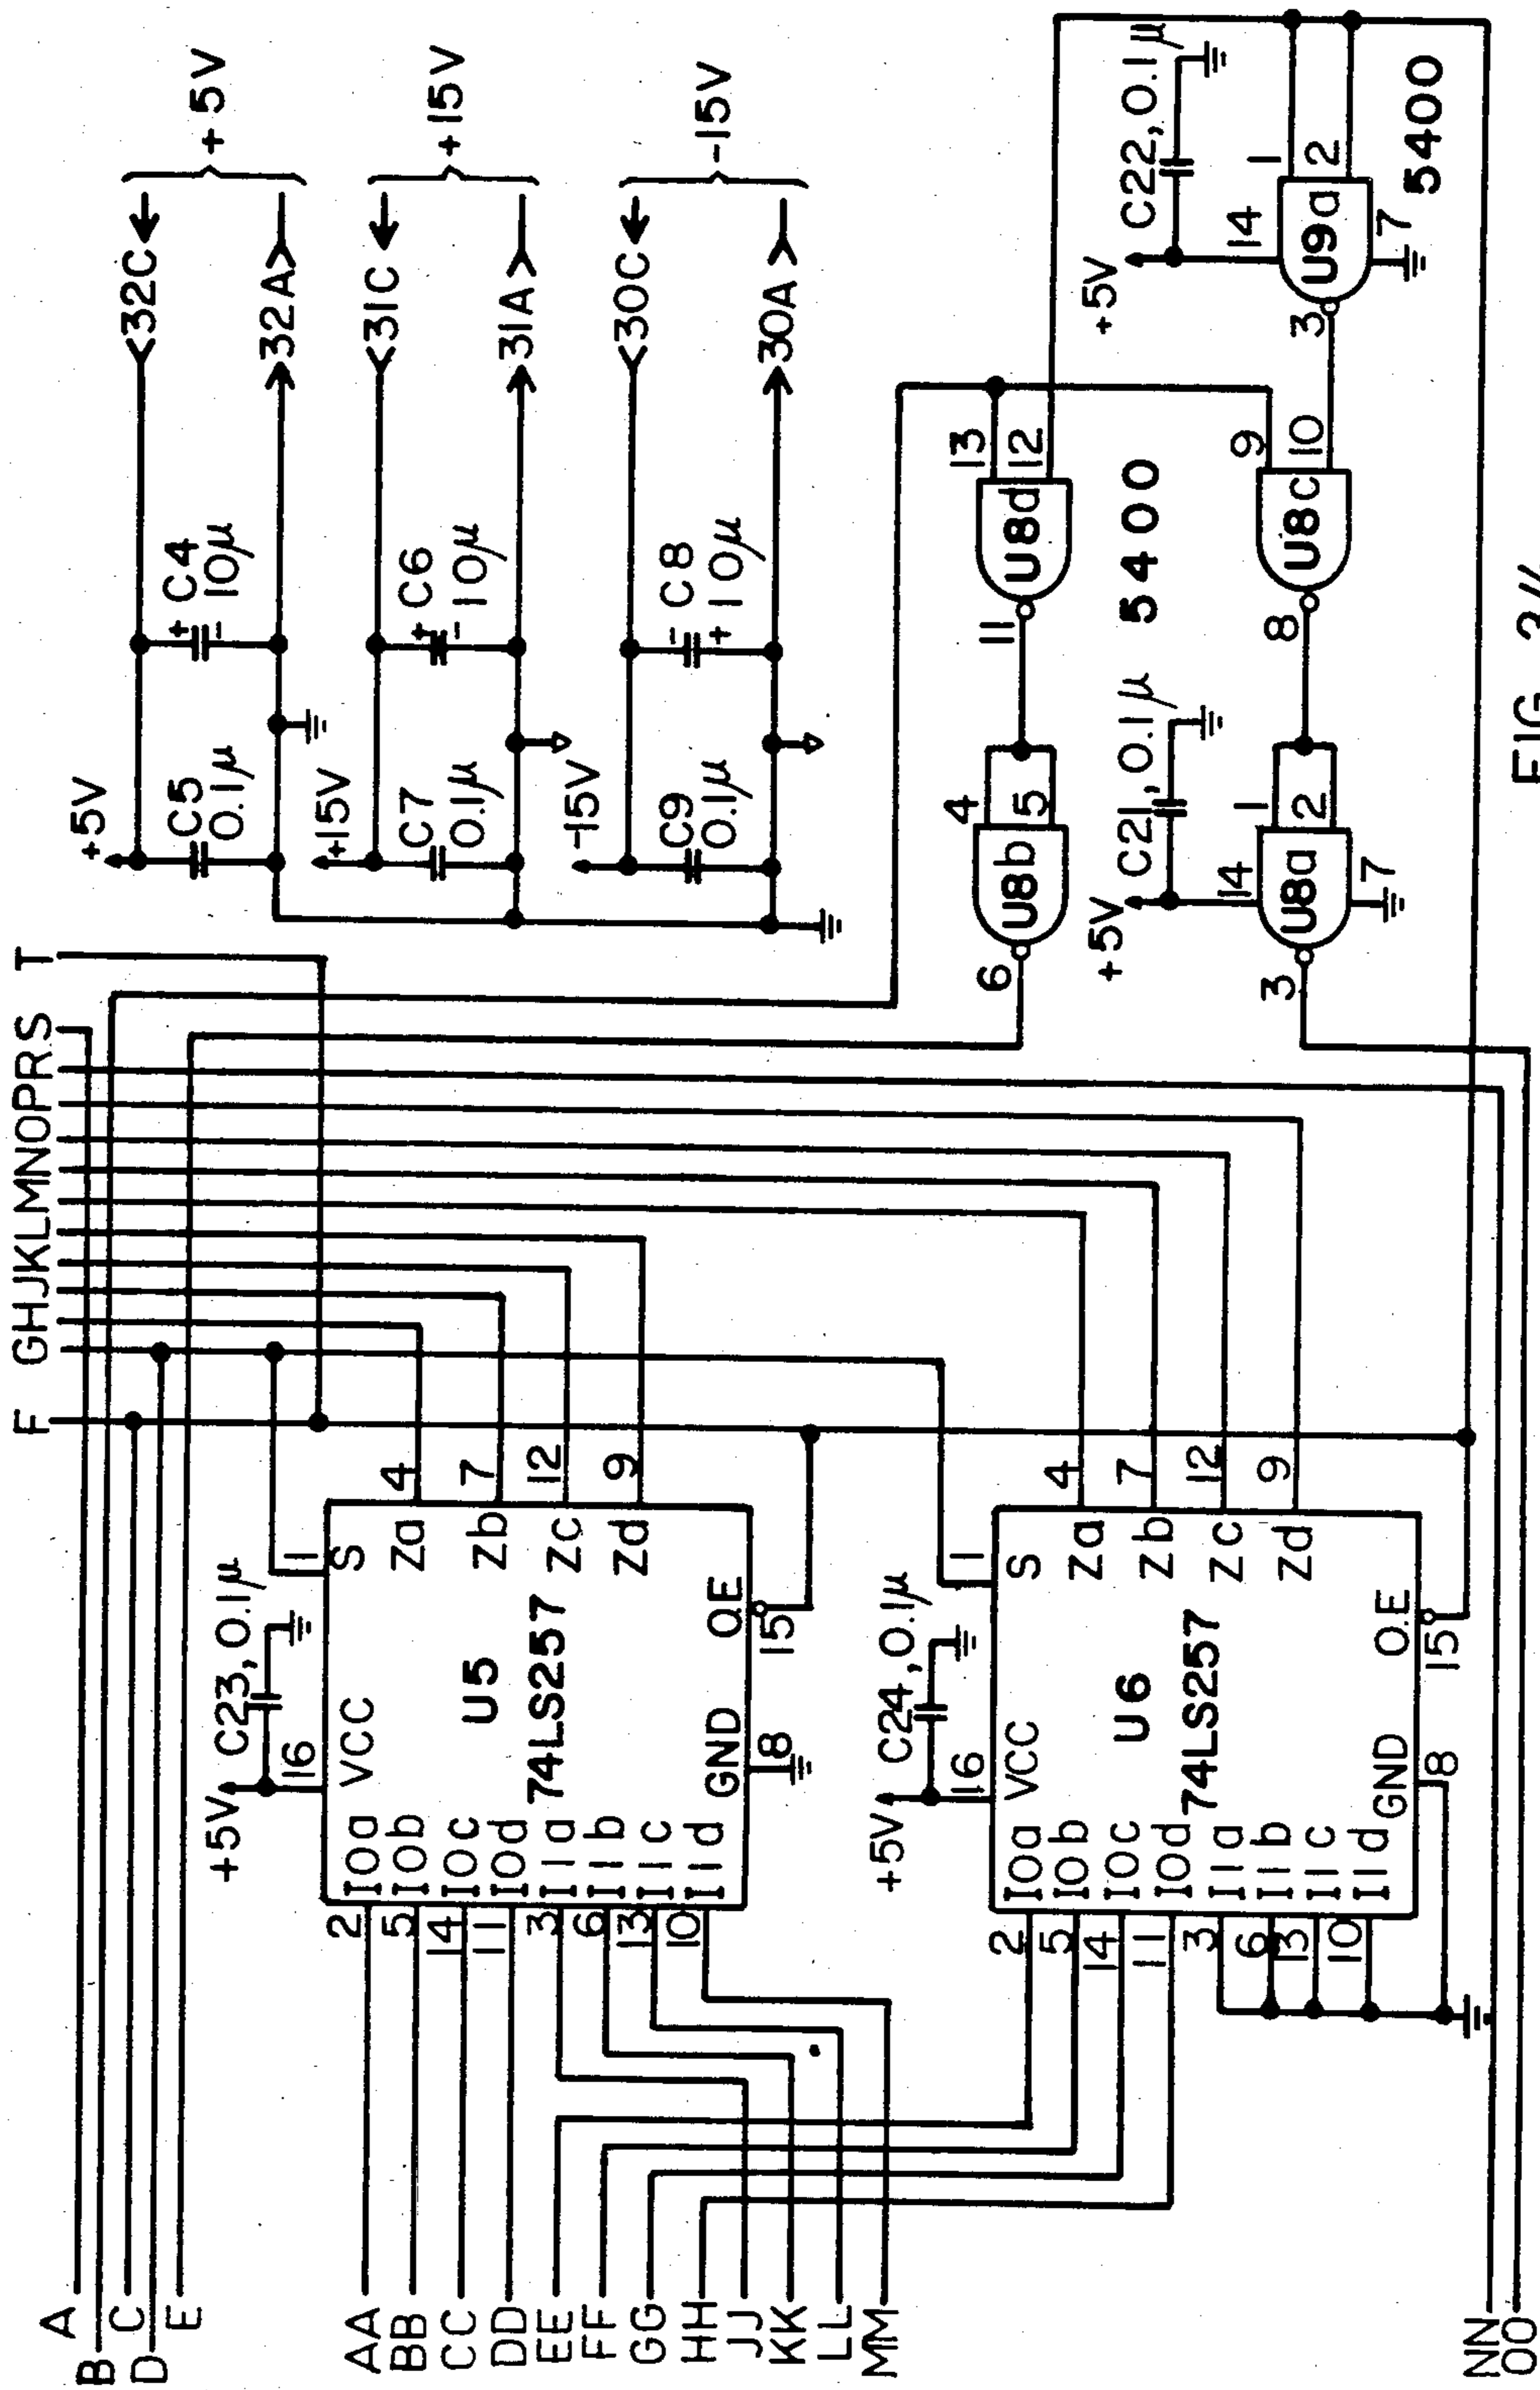 A
B
C
D
E
F
G H J K L M N O P R S
T
AA
BB
CC
DD
EE
FF
GG
HH
JJ
KK
LL
MM
NN
OO
+5V
C23, 0.1μ
16
VCC
1
S
2 I0a
5 I0b
14 I0c
11 I0d
3 I1a
6 I1b
13 I1c
10 I1d
U5
74LS257
Za 4
Zb 7
Zc 12
Zd 9
GND
18
OE
15
+5V
C24, 0.1μ
16
VCC
1
S
2 I0a
5 I0b
14 I0c
11 I0d
3 I1a
6 I1b
13 I1c
10 I1d
U6
74LS257
Za 4
Zb 7
Zc 12
Zd 9
GND
18
O.E
15
+5V
C5
0.1μ
+
C4
10μ
-
<32C
32A>
+5V
+15V
C7
0.1μ
+
C6
10μ
-
<31C
31A>
+15V
-15V
C9
0.1μ
-
C8
10μ
+
<30C
30A>
-15V
6
U8b
4
5
11
U8d
13
12
+5V
C21, 0.1μ
5400
14
3
U8a
1
2
7
8
U8c
9
10
+5V
C22, 0.1μ
14
3
U9a
1
2
7
5400